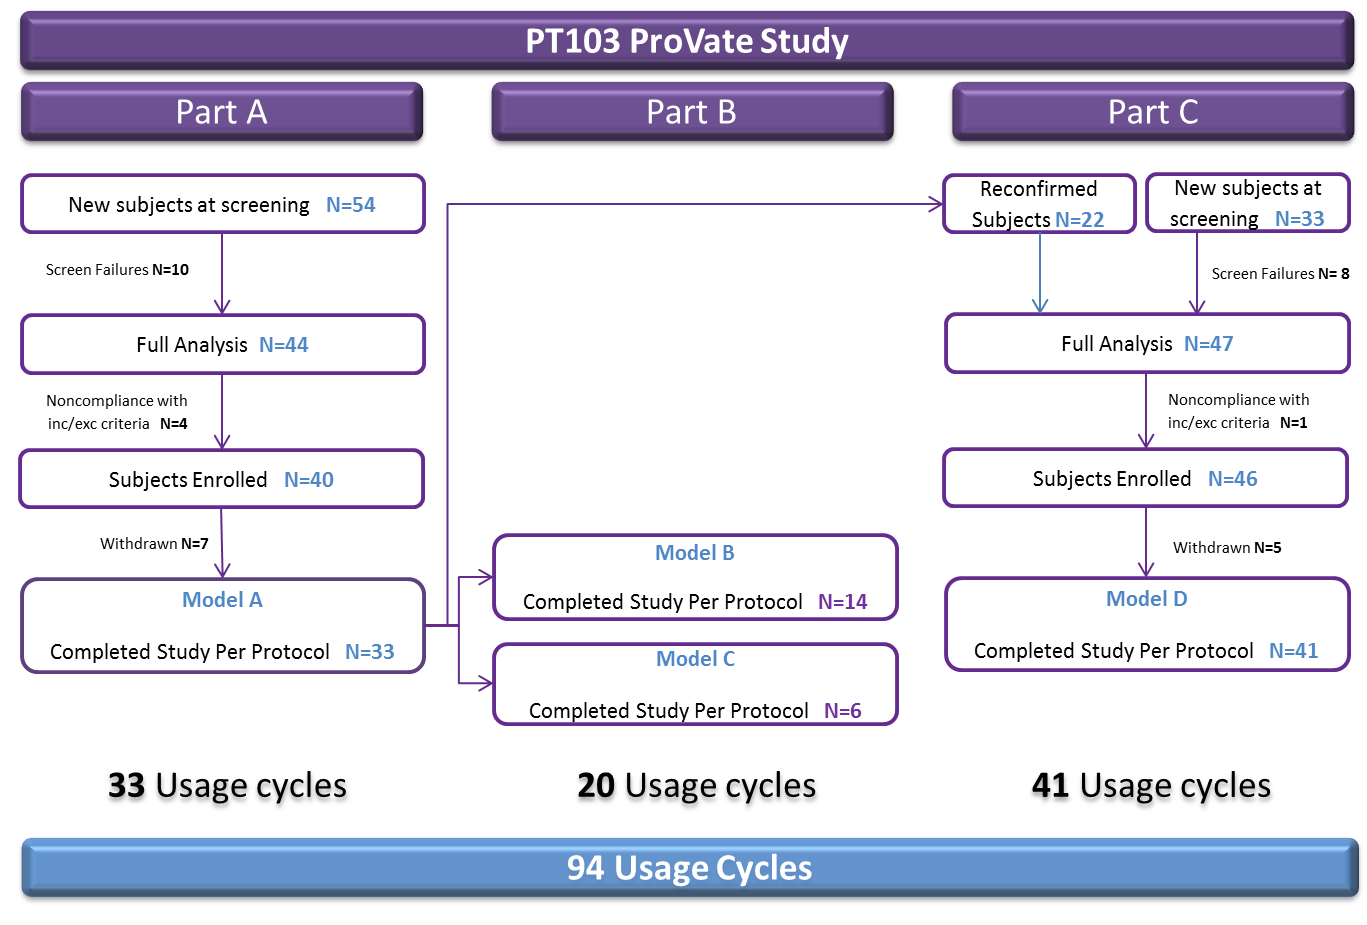 PT103 ProVate Study
Part A
Part B
Part C
New subjects at screening N=54
Screen Failures N=10
Full Analysis N=44
Noncompliance with
inc/exc criteria N=4
Subjects Enrolled N=40
Withdrawn N=7
Model A
Completed Study Per Protocol N=33
Model B
Completed Study Per Protocol N=14
Model C
Completed Study Per Protocol N=6
Reconfirmed
Subjects N=22
New subjects at
screening N=33
Screen Failures N= 8
Full Analysis N=47
Noncompliance with
inc/exc criteria N=1
Subjects Enrolled N=46
Withdrawn N=5
Model D
Completed Study Per Protocol N=41
33 Usage cycles
20 Usage cycles
41 Usage cycles
94 Usage Cycles